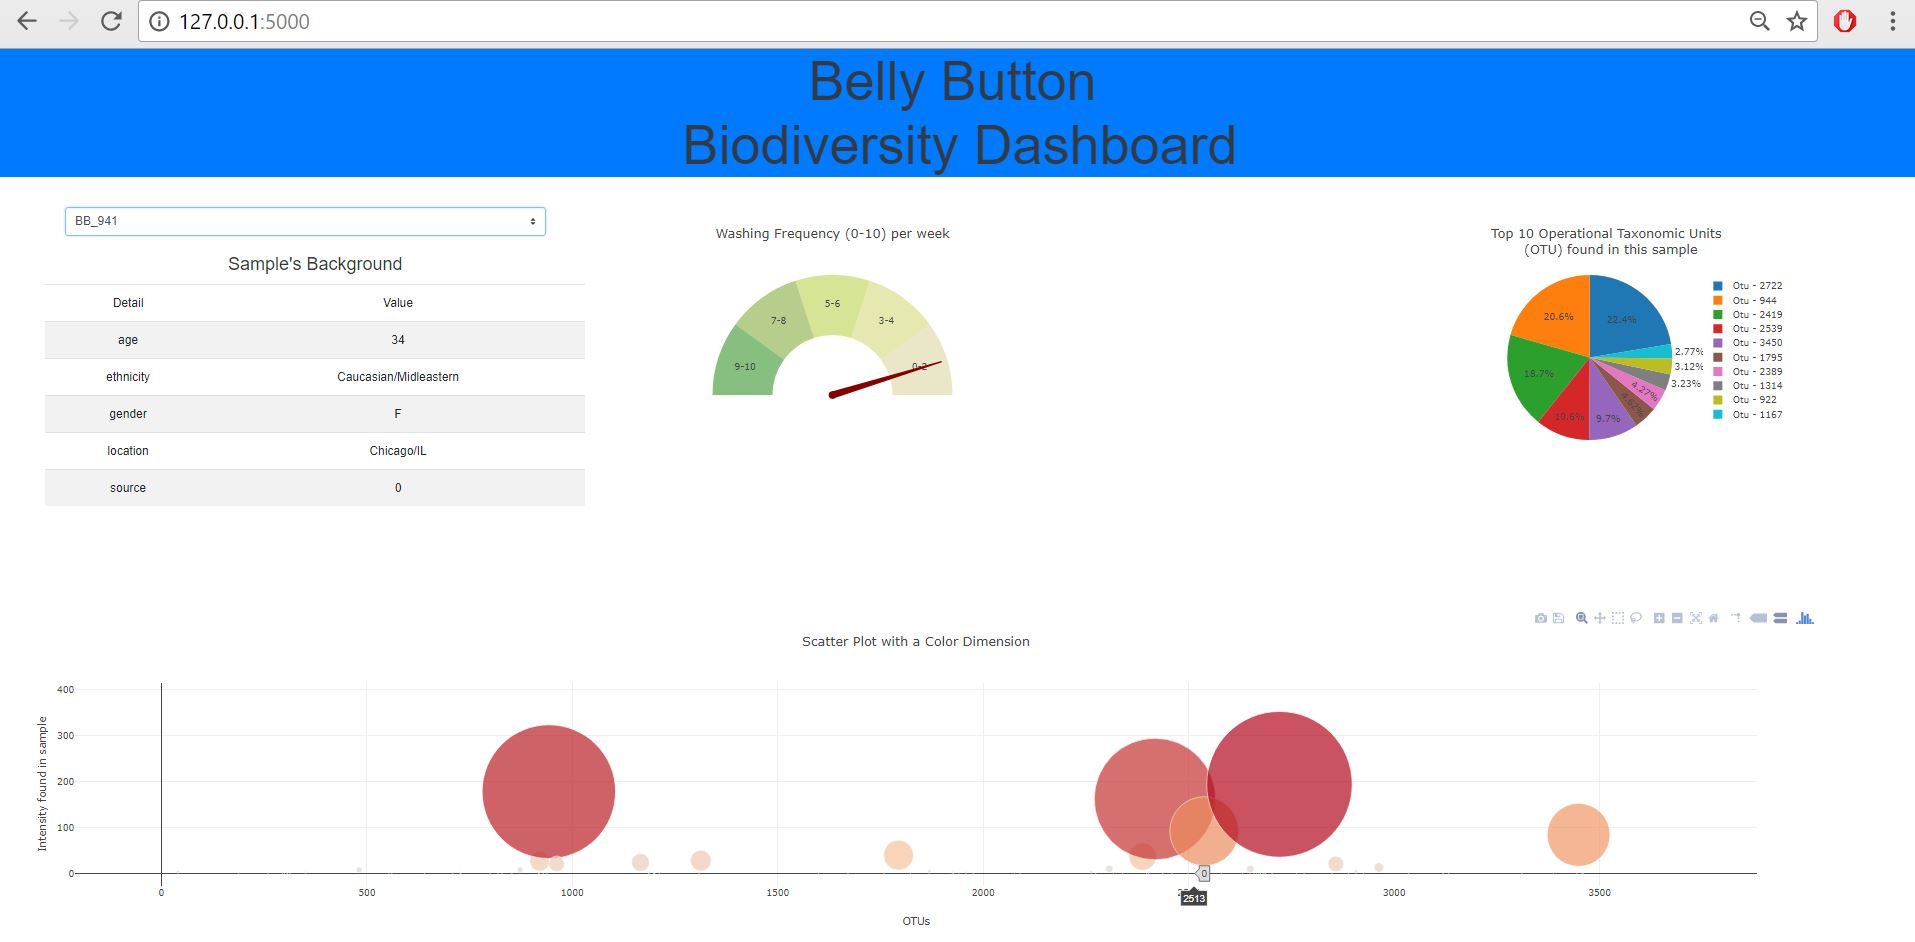 127.0.0.1:5000
Belly Button
Biodiversity Dashboard
BB_941
Sample's Background
Detail Value
age 34
ethnicity Caucasian/Midleastern
gender F
location Chicago/IL
source 0
Washing Frequency (0-10) per week
5-6
7-8 3-4
9-10 0-2
Top 10 Operational Taxonomic Units
(OTU) found in this sample
22.4%
20.6%
18.7%
10.6%
9.7%
4.62%
4.27%
3.23%
3.12%
2.77%
Otu - 2722
Otu - 944
Otu - 2419
Otu - 2539
Otu - 3450
Otu - 1795
Otu - 2389
Otu - 1314
Otu - 922
Otu - 1167
Scatter Plot with a Color Dimension
Intensity found in sample
400
300
200
100
0
0
0 500 1000 1500 2000 3000 3500
2513
OTUs